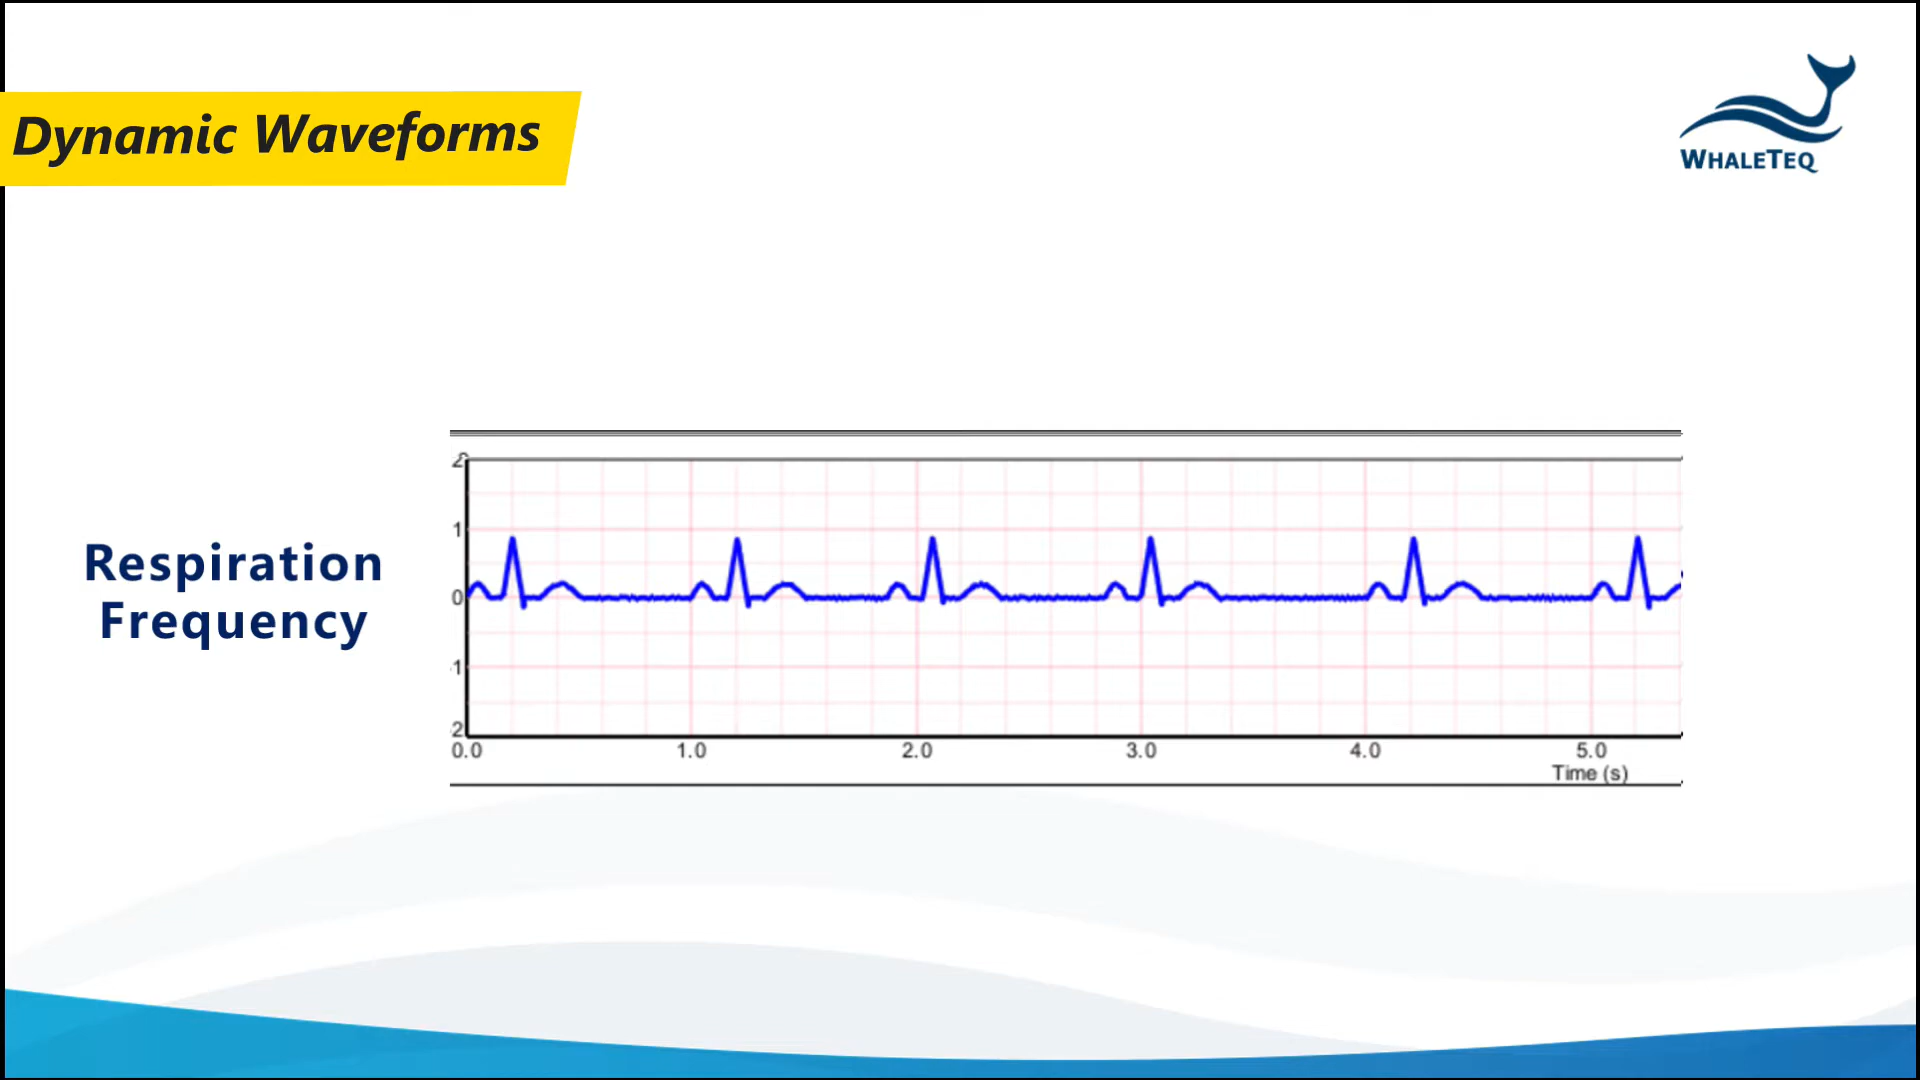 Dynamic Waveforms
WHALETEQ
Respiration
Frequency
2
1
0
-1
2
0.0 1.0 2.0 3.0 4.0 5.0
Time (s)